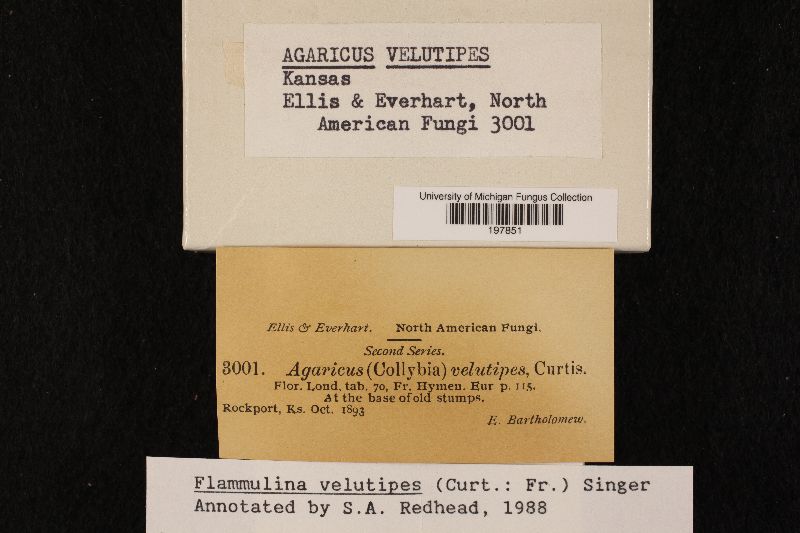 AGARICUS VELUTIPES
Kansas
Ellis & Everhart, North
American Fungi 3001
University of Michigan Fungus Collection
197851
Ellis & Everhart. North American Fungi.
Second Series.
3001. Agaricus (Collybia) velutipes, Curtis.
Flor. Lond. tab. 70, Fr. Hymen. Eur p. 115.
At the base of old stumps.
Rockport, Ks. Oct. 1893
E. Bartholomew.
Flammulina velutipes (Curt.: Fr.) Singer
Annotated by S.A. Redhead, 1988